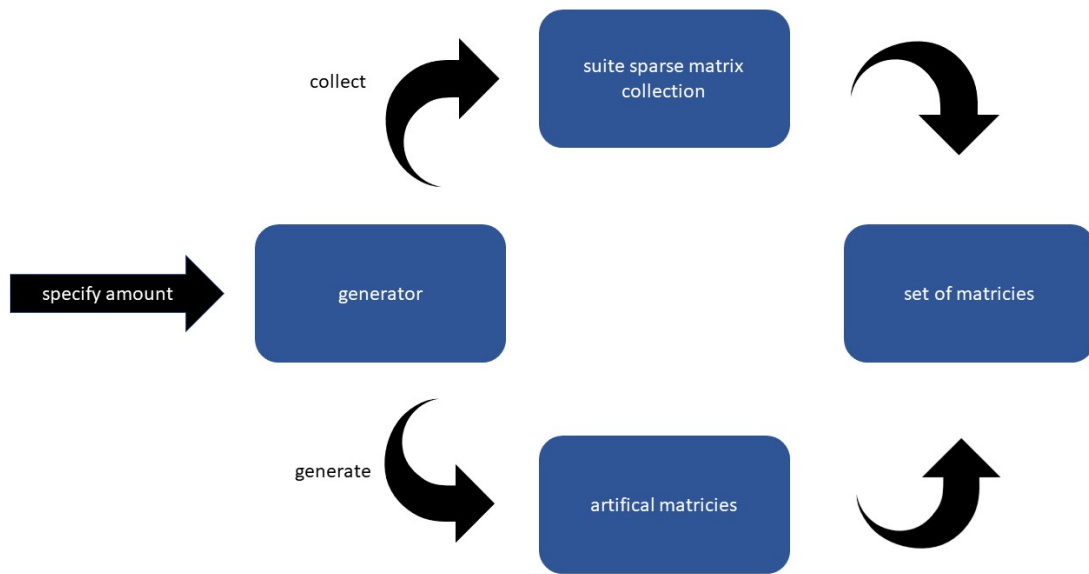 collect
suite sparse matrix
collection
specify amount
generator
set of matricies
generate
artifical matricies